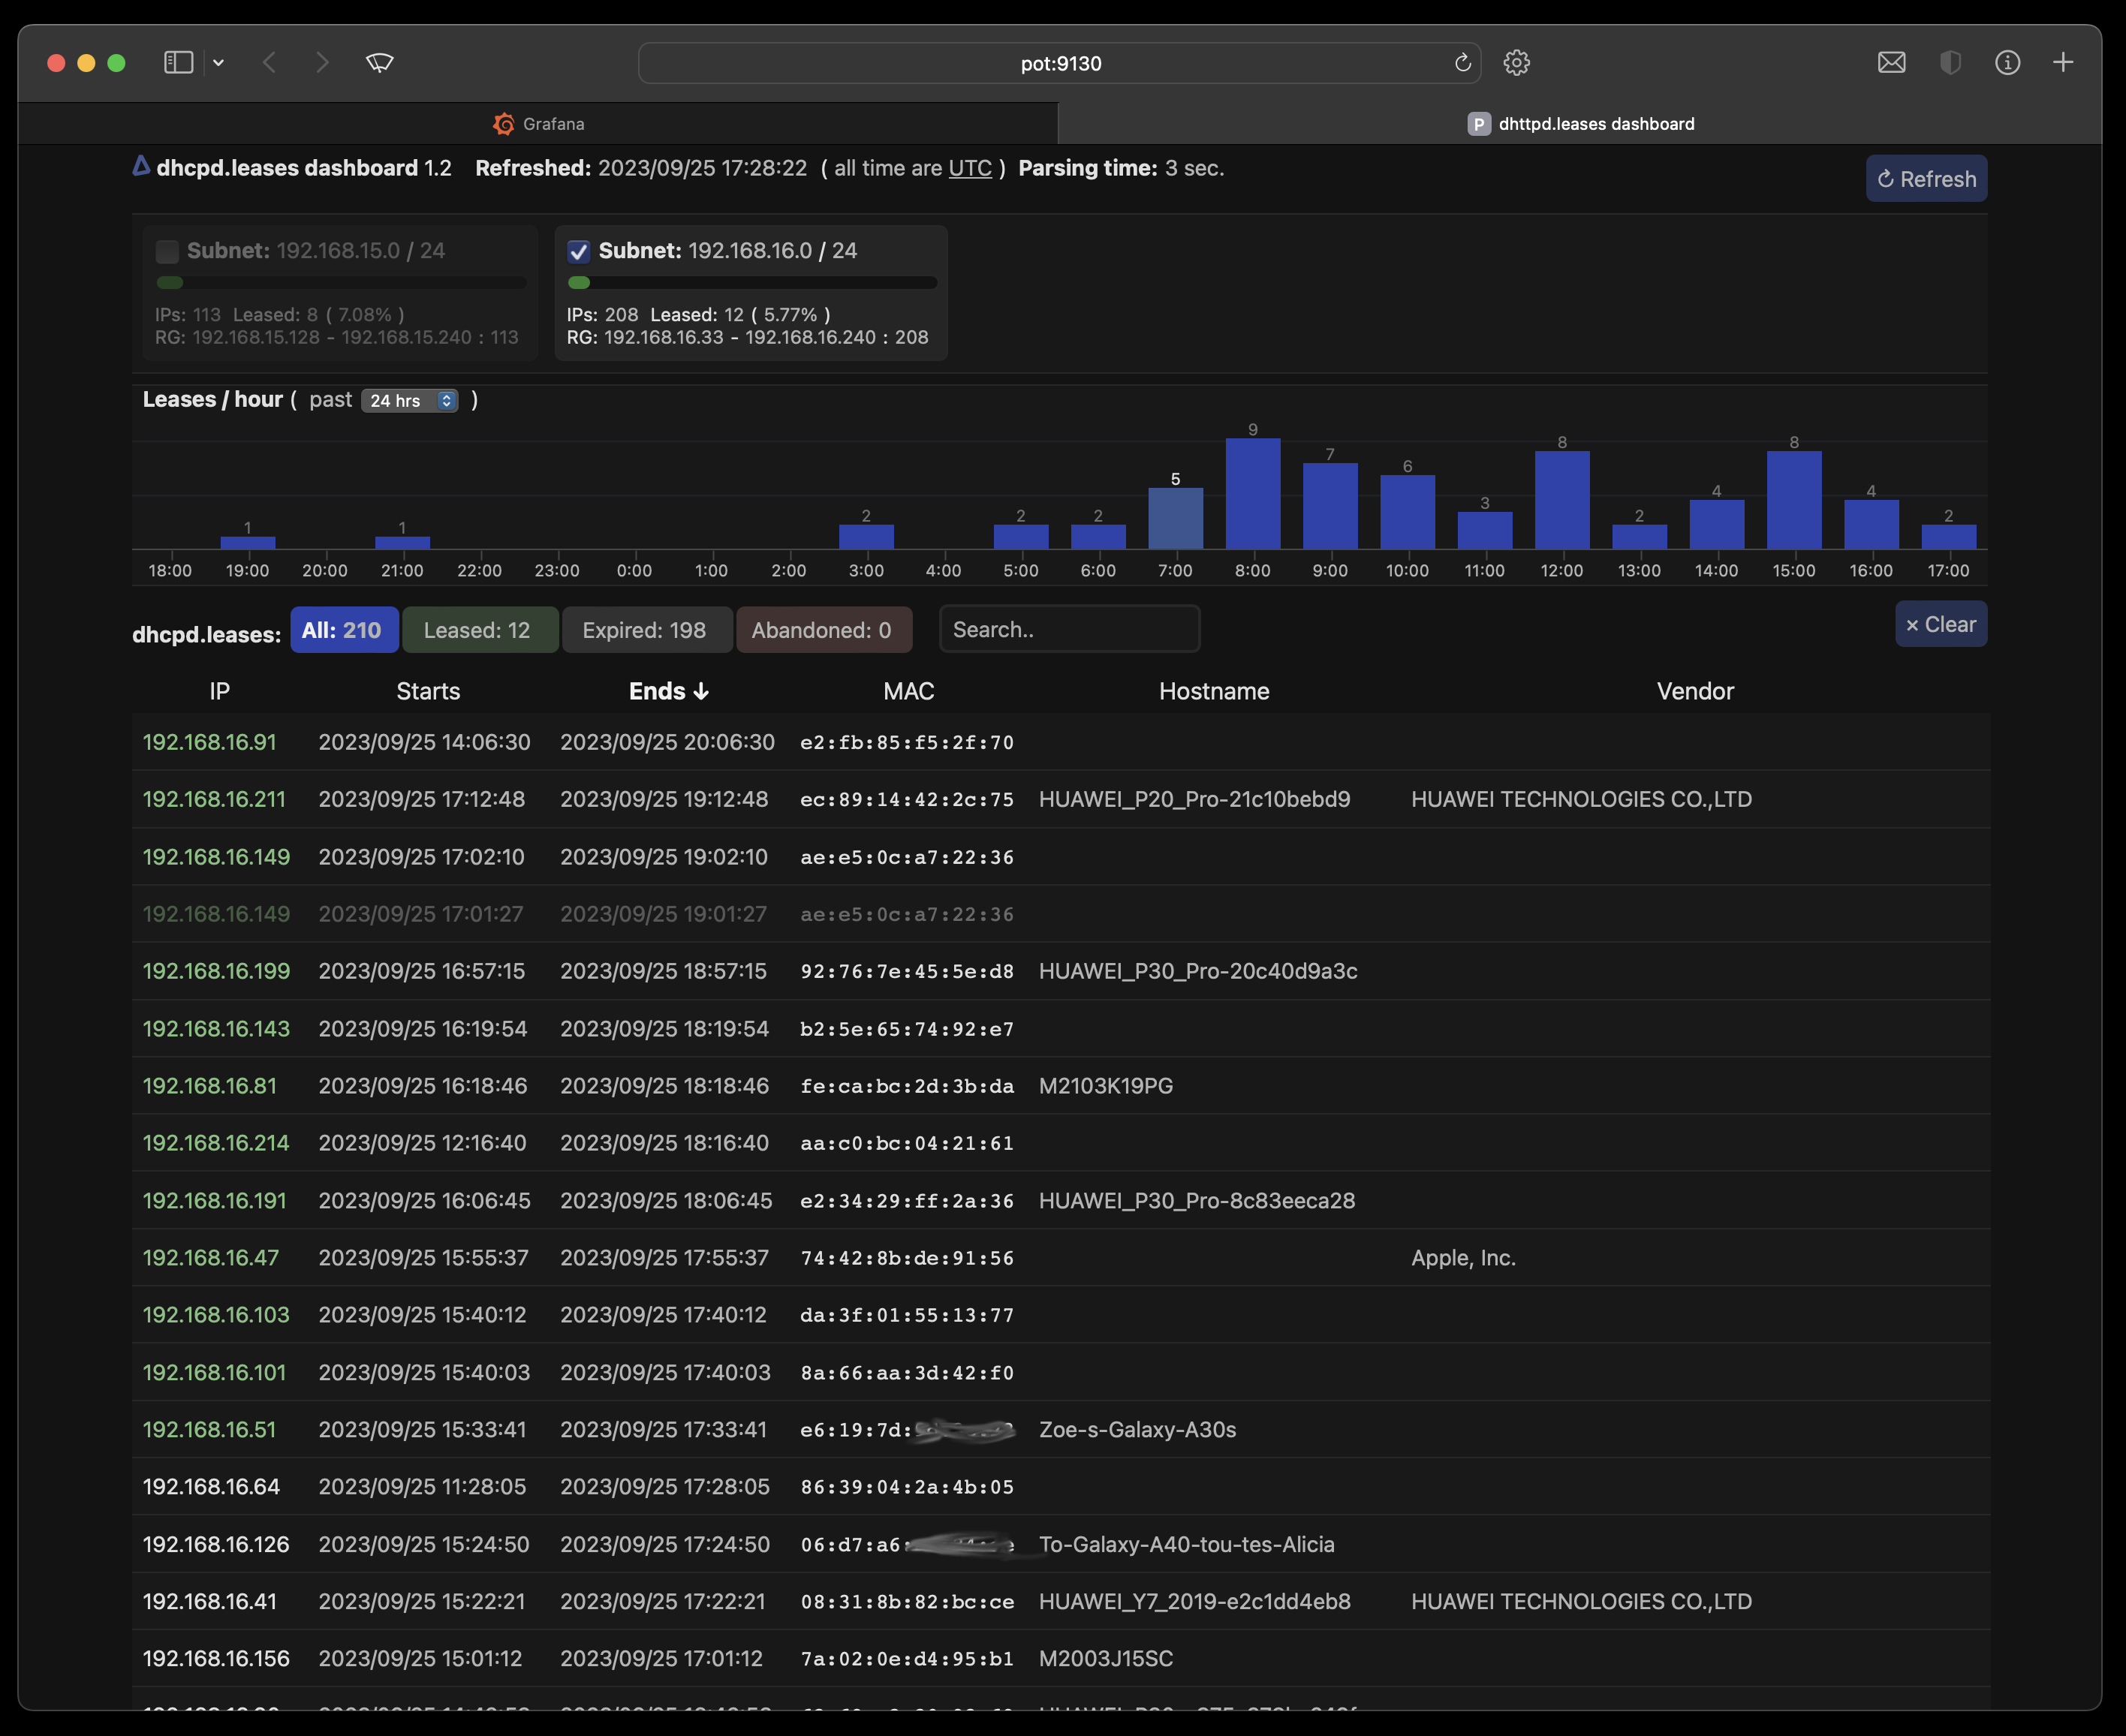 pot:9130
Grafana
P dhttpd.leases dashboard
dhcpd.leases dashboard 1.2 Refreshed: 2023/09/25 17:28:22 ( all time are UTC ) Parsing time: 3 sec.
Refresh
Subnet: 192.168.15.0 / 24
IPs: 113 Leased: 8 ( 7.08% )
RG: 192.168.15.128 - 192.168.15.240 : 113
Subnet: 192.168.16.0 / 24
IPs: 208 Leased: 12 ( 5.77% )
RG: 192.168.16.33 - 192.168.16.240 : 208
Leases / hour ( past 24 hrs )
1 1 2 2 2 5 9 7 6 3 8 2 4 8 4 2
18:00 19:00 20:00 21:00 22:00 23:00 0:00 1:00 2:00 3:00 4:00 5:00 6:00 7:00 8:00 9:00 10:00 11:00 12:00 13:00 14:00 15:00 16:00 17:00
dhcpd.leases: All: 210 Leased: 12 Expired: 198 Abandoned: 0 Search.. × Clear
IP Starts Ends ↓ MAC Hostname Vendor
192.168.16.91 2023/09/25 14:06:30 2023/09/25 20:06:30 e2:fb:85:f5:2f:70
192.168.16.211 2023/09/25 17:12:48 2023/09/25 19:12:48 ec:89:14:42:2c:75 HUAWEI_P20_Pro-21c10bebd9 HUAWEI TECHNOLOGIES CO.,LTD
192.168.16.149 2023/09/25 17:02:10 2023/09/25 19:02:10 ae:e5:0c:a7:22:36
192.168.16.149 2023/09/25 17:01:27 2023/09/25 19:01:27 ae:e5:0c:a7:22:36
192.168.16.199 2023/09/25 16:57:15 2023/09/25 18:57:15 92:76:7e:45:5e:d8 HUAWEI_P30_Pro-20c40d9a3c
192.168.16.143 2023/09/25 16:19:54 2023/09/25 18:19:54 b2:5e:65:74:92:e7
192.168.16.81 2023/09/25 16:18:46 2023/09/25 18:18:46 fe:ca:bc:2d:3b:da M2103K19PG
192.168.16.214 2023/09/25 12:16:40 2023/09/25 18:16:40 aa:c0:bc:04:21:61
192.168.16.191 2023/09/25 16:06:45 2023/09/25 18:06:45 e2:34:29:ff:2a:36 HUAWEI_P30_Pro-8c83eeca28
192.168.16.47 2023/09/25 15:55:37 2023/09/25 17:55:37 74:42:8b:de:91:56 Apple, Inc.
192.168.16.103 2023/09/25 15:40:12 2023/09/25 17:40:12 da:3f:01:55:13:77
192.168.16.101 2023/09/25 15:40:03 2023/09/25 17:40:03 8a:66:aa:3d:42:f0
192.168.16.51 2023/09/25 15:33:41 2023/09/25 17:33:41 e6:19:7d: Zoe-s-Galaxy-A30s
192.168.16.64 2023/09/25 11:28:05 2023/09/25 17:28:05 86:39:04:2a:4b:05
192.168.16.126 2023/09/25 15:24:50 2023/09/25 17:24:50 06:d7:a6: To-Galaxy-A40-tou-tes-Alicia
192.168.16.41 2023/09/25 15:22:21 2023/09/25 17:22:21 08:31:8b:82:bc:ce HUAWEI_Y7_2019-e2c1dd4eb8 HUAWEI TECHNOLOGIES CO.,LTD
192.168.16.156 2023/09/25 15:01:12 2023/09/25 17:01:12 7a:02:0e:d4:95:b1 M2003J15SC